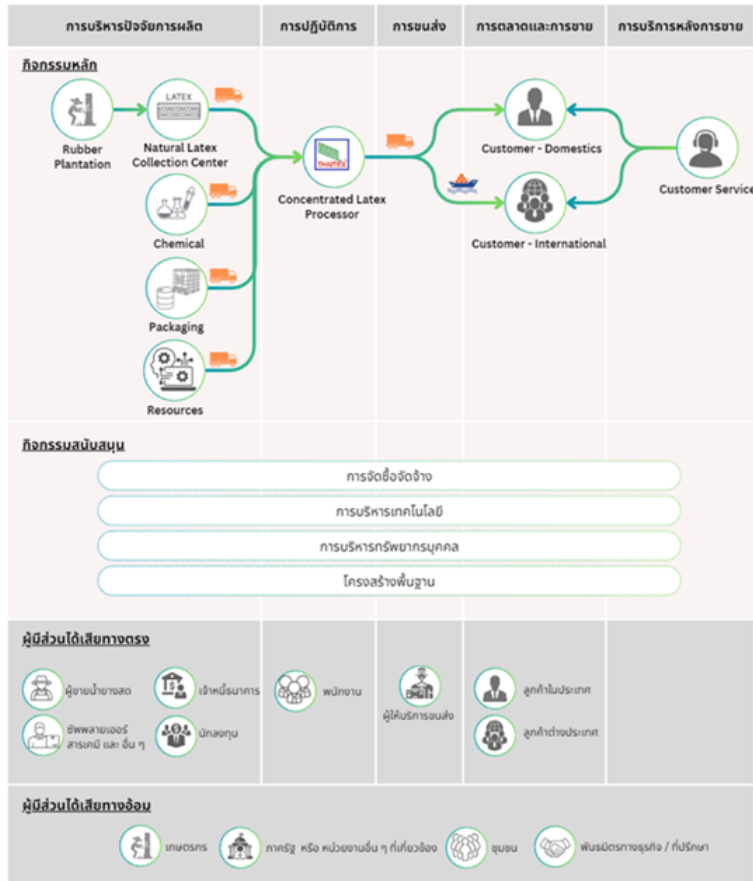 การบริหารปัจจัยการผลิต
การปฏิบัติการ
การขนส่ง
การตลาดและการขาย
การบริการหลังการขาย
กิจกรรมหลัก
Rubber
Plantation
LATEX
Natural Latex
Collection Center
Chemical
Packaging
Resources
THAITEX
Concentrated Latex
Processor
Customer - Domestics
Customer - International
Customer Service
กิจกรรมสนับสนุน
การจัดซื้อจัดจ้าง
การบริหารเทคโนโลยี
การบริหารทรัพยากรบุคคล
โครงสร้างพื้นฐาน
ผู้มีส่วนได้เสียทางตรง
ผู้ขายน้ำยางสด
เจ้าหนี้ธนาคาร
พนักงาน
ผู้ให้บริการขนส่ง
ลูกค้าในประเทศ
ซัพพลายเออร์
สารเคมี และ อื่น ๆ
นักลงทุน
ลูกค้าต่างประเทศ
ผู้มีส่วนได้เสียทางอ้อม
เกษตรกร
ภาครัฐ หรือ หน่วยงานอื่น ๆ ที่เกี่ยวข้อง
ชุมชน
พันธมิตรทางธุรกิจ / ที่ปรึกษา